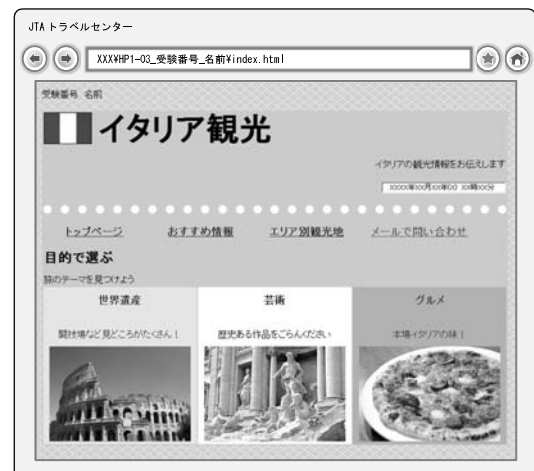 JTA トラベルセンター
XXX¥HP1-03_受験番号_名前¥index.html
受験番号 名前
イタリア観光
イタリアの観光情報をお伝えします
トップページ おすすめ情報 エリア別観光地 メールで問い合わせ
目的で選ぶ
旅のテーマを見つけよう
世界遺産 芸術 グルメ
闘技場など見どころがたくさん! 歴史ある作品をごらんください 本場イタリアの味!